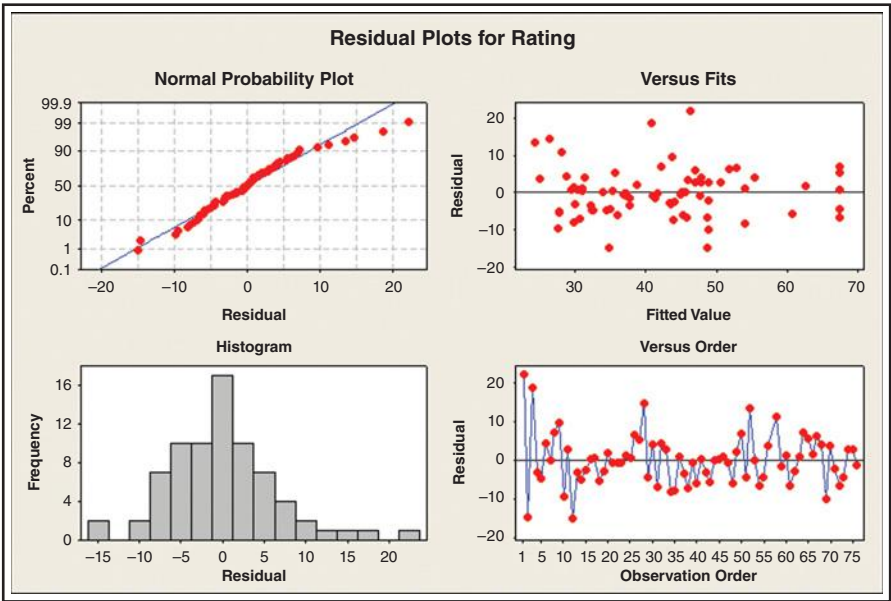 Residual Plots for Rating
Normal Probability Plot
99.9
99
90
50
10
1
0.1
Percent
−20 −10 0 10 20
Residual
Versus Fits
20
10
0
−10
−20
Residual
30 40 50 60 70
Fitted Value
Histogram
16
12
8
4
0
Frequency
−15 −10 −5 0 5 10 15 20
Residual
Versus Order
20
10
0
−10
−20
Residual
1 5 10 15 20 25 30 35 40 45 50 55 60 65 70 75
Observation Order